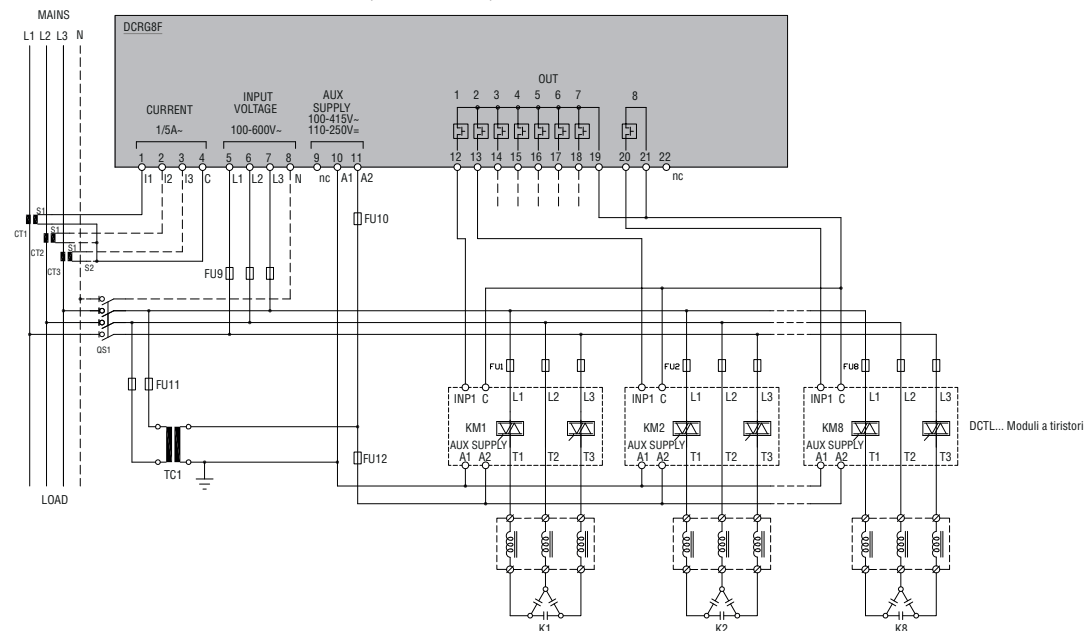 MAINS
L1 L2 L3 N
DCRG8F
CURRENT
1/5A~
INPUT
VOLTAGE
100-600V~
AUX
SUPPLY
100-415V~
110-250V=
OUT
1 2 3 4 5 6 7 8
1 2 3 4 5 6 7 8 9 10 11 12 13 14 15 16 17 18 19 20 21 22
I1 I2 I3 C L1 L2 L3 N nc A1 A2 nc
S1
CT1
S1
CT2
S1
CT3
S2
FU10
FU9
QS1
FU11
FU12
TC1
LOAD
FU1 FU2 FU8
INP1 C L1 L2 L3 INP1 C L1 L2 L3 INP1 C L1 L2 L3
KM1 KM2 KM8
DCTL... Moduli a tiristori
AUX SUPPLY AUX SUPPLY AUX SUPPLY
A1 A2 T1 T2 T3 A1 A2 T1 T2 T3 A1 A2 T1 T2 T3
K1 K2 K8